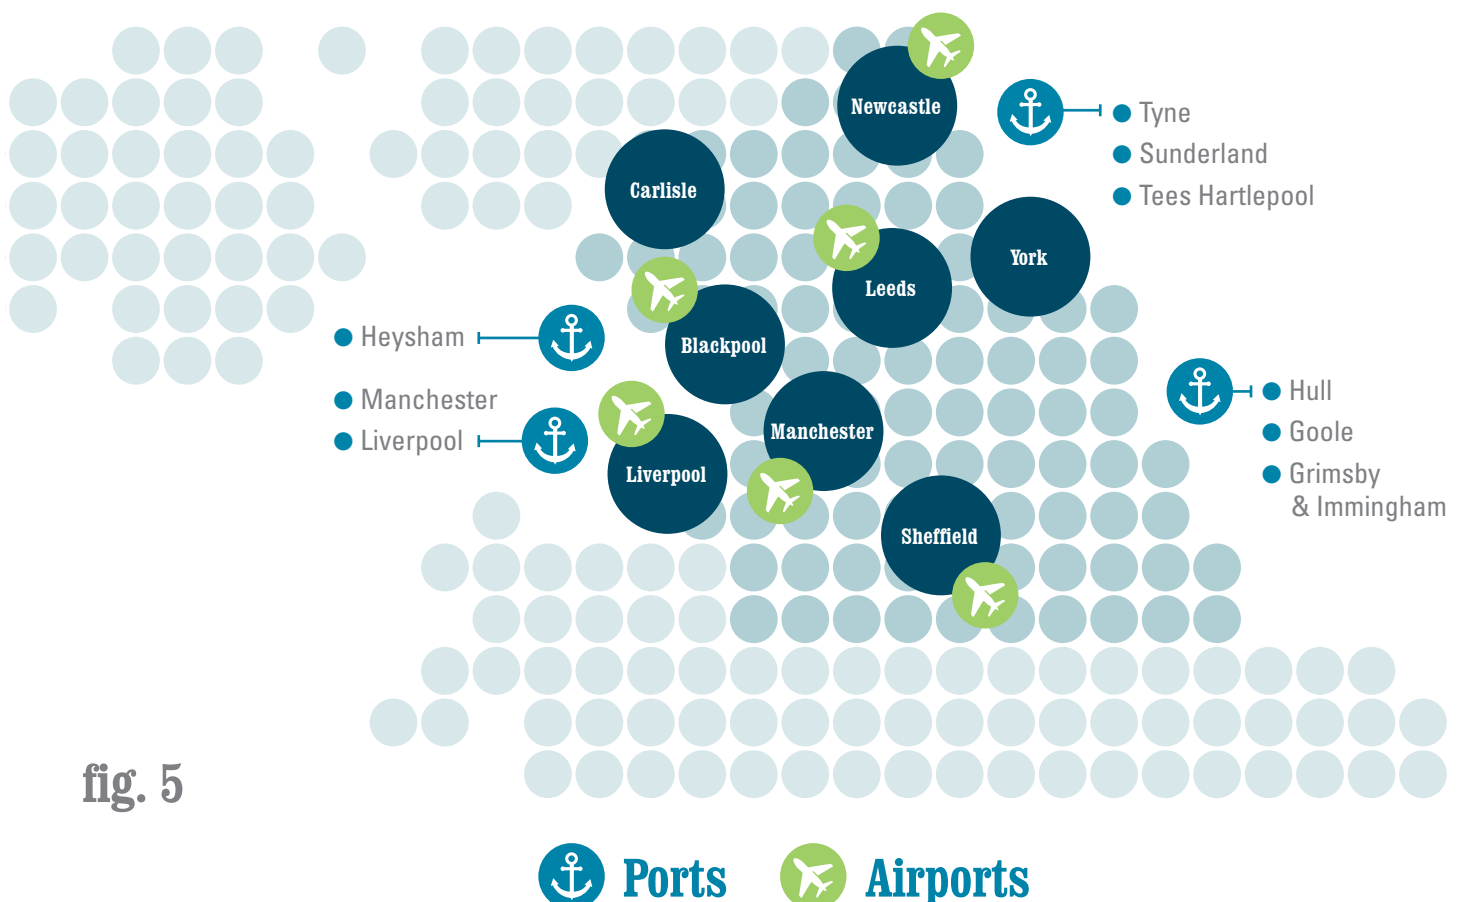 Newcastle
Tyne
Sunderland
Tees Hartlepool
Carlisle
York
Leeds
Heysham
Blackpool
Manchester
Liverpool
Manchester
Liverpool
Hull
Goole
Grimsby
& Immingham
Sheffield
fig. 5
Ports
Airports